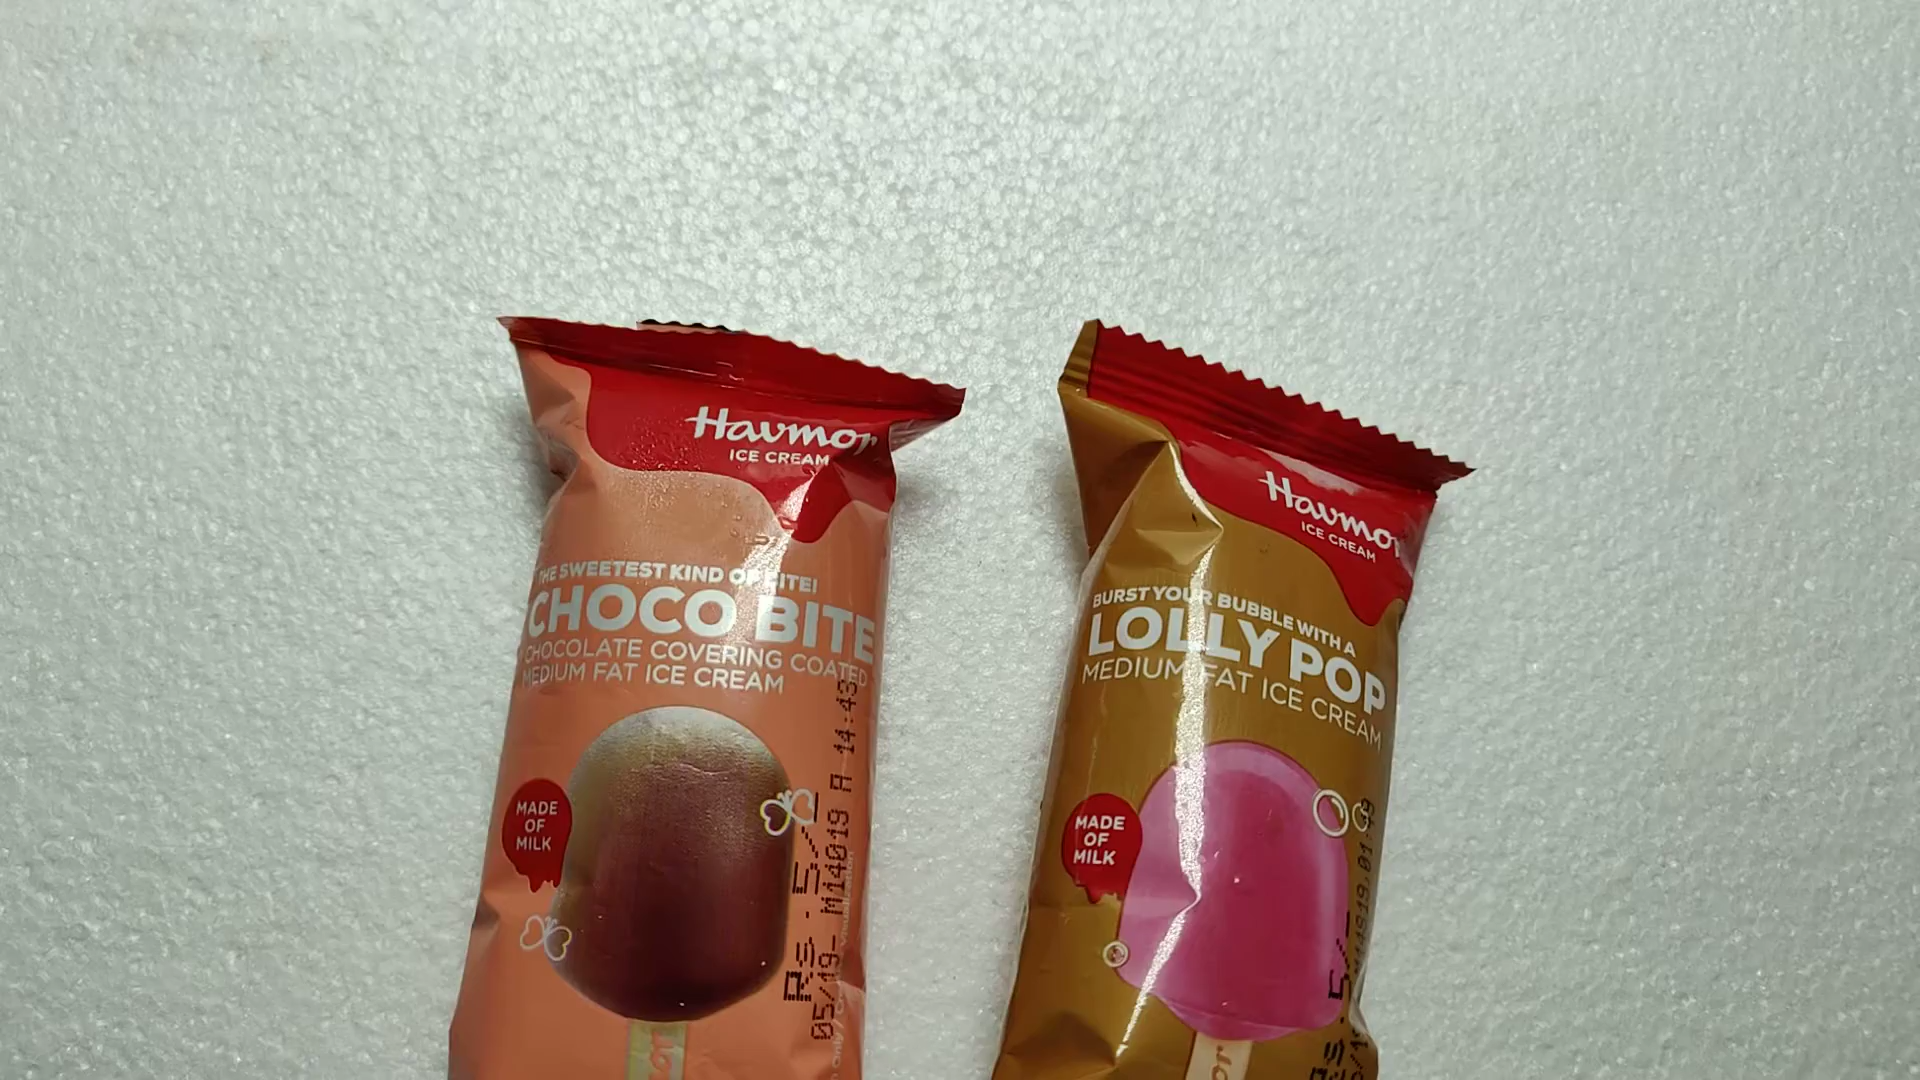 Havmor
ICE CREAM
THE SWEETEST KIND OF BITE!
CHOCO BITE
CHOCOLATE COVERING COATED
MEDIUM FAT ICE CREAM
MADE
OF
MILK
Rs. 5/-
05/19- M14019 A 14:43
Havmor
ICE CREAM
BURST YOUR BUBBLE WITH A
LOLLY POP
MEDIUM FAT ICE CREAM
MADE
OF
MILK
Rs. 5/-